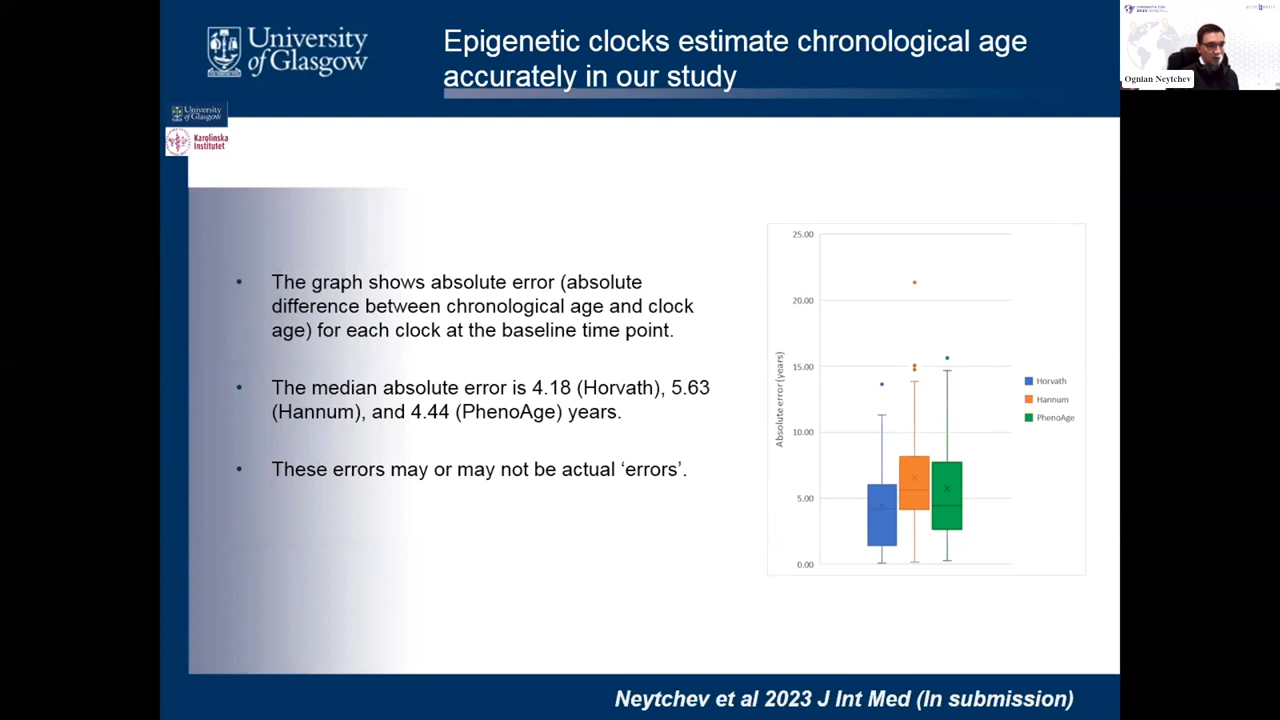 University
of Glasgow
Epigenetic clocks estimate chronological age
accurately in our study
University
of Glasgow
Karolinska
Institutet
• The graph shows absolute error (absolute
difference between chronological age and clock
age) for each clock at the baseline time point.
• The median absolute error is 4.18 (Horvath), 5.63
(Hannum), and 4.44 (PhenoAge) years.
• These errors may or may not be actual ‘errors’.
25.00
20.00
15.00
10.00
5.00
0.00
Absolute error (years)
Horvath
Hannum
PhenoAge
Neytchev et al 2023 J Int Med (In submission)
Ognian Neytchev